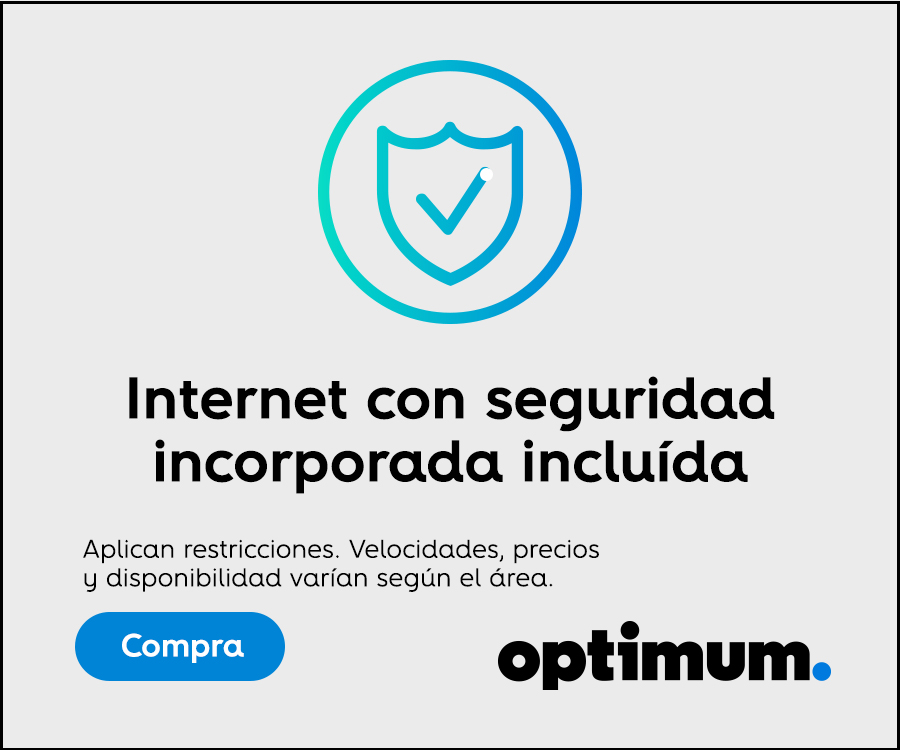 Internet con seguridad
incorporada incluída
Aplican restricciones. Velocidades, precios
y disponibilidad varían según el área.
Compra
optimum.